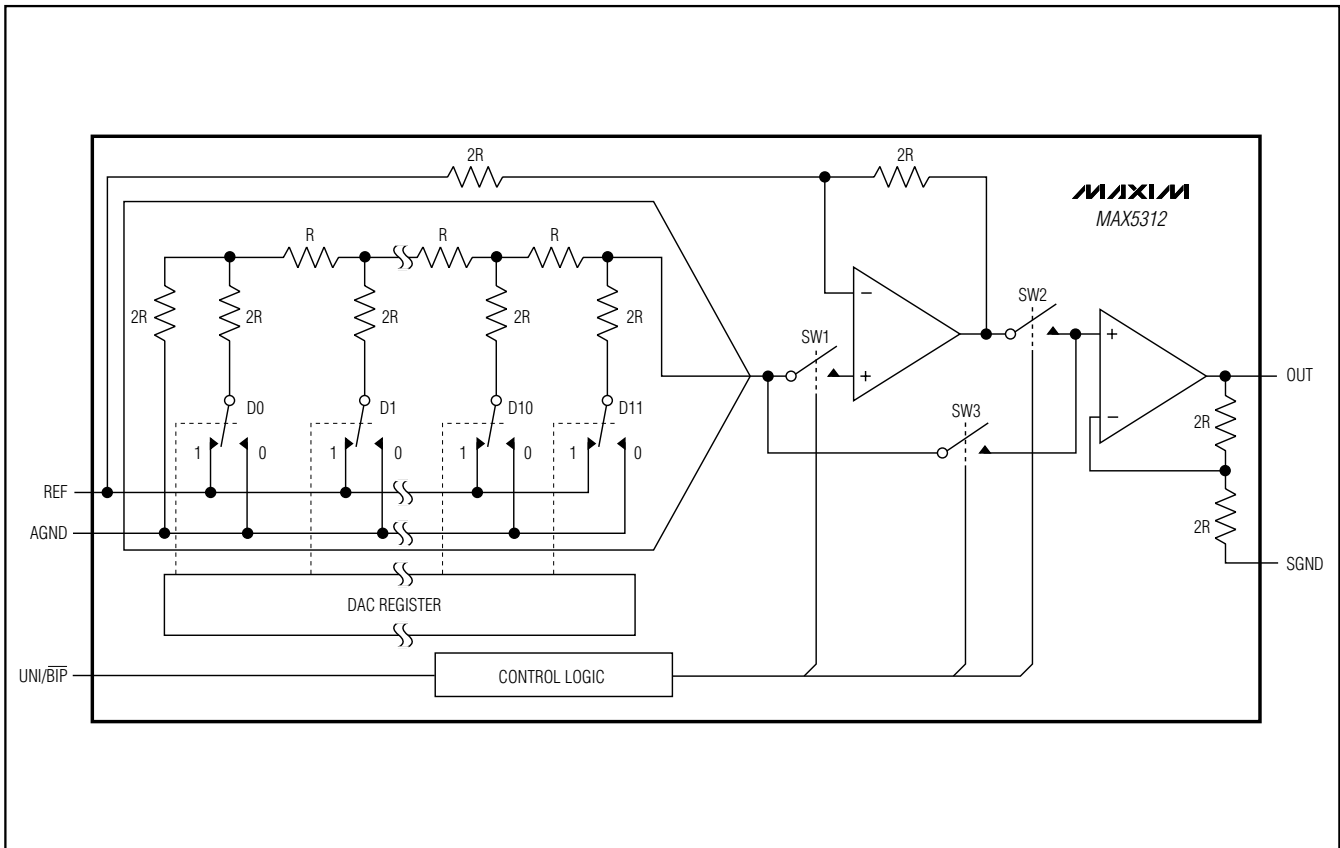 2R
2R
MAXIM
MAX5312
R
R
R
2R
2R
2R
2R
2R
SW2
SW1
+
−
OUT
−
+
D0
D1
D10
D11
SW3
2R
1
0
1
0
1
0
1
0
REF
AGND
2R
SGND
DAC REGISTER
UNI/B̅I̅P̅
CONTROL LOGIC